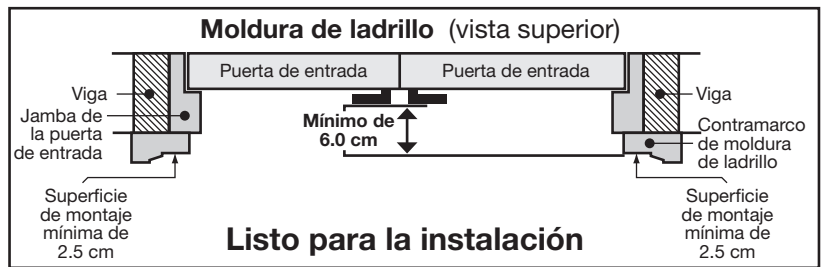 Moldura de ladrillo (vista superior)
Puerta de entrada
Puerta de entrada
Viga
Jamba de
la puerta
de entrada
Mínimo de
6.0 cm
Viga
Contramarco
de moldura
de ladrillo
Superficie
de montaje
mínima de
2.5 cm
Superficie
de montaje
mínima de
2.5 cm
Listo para la instalación